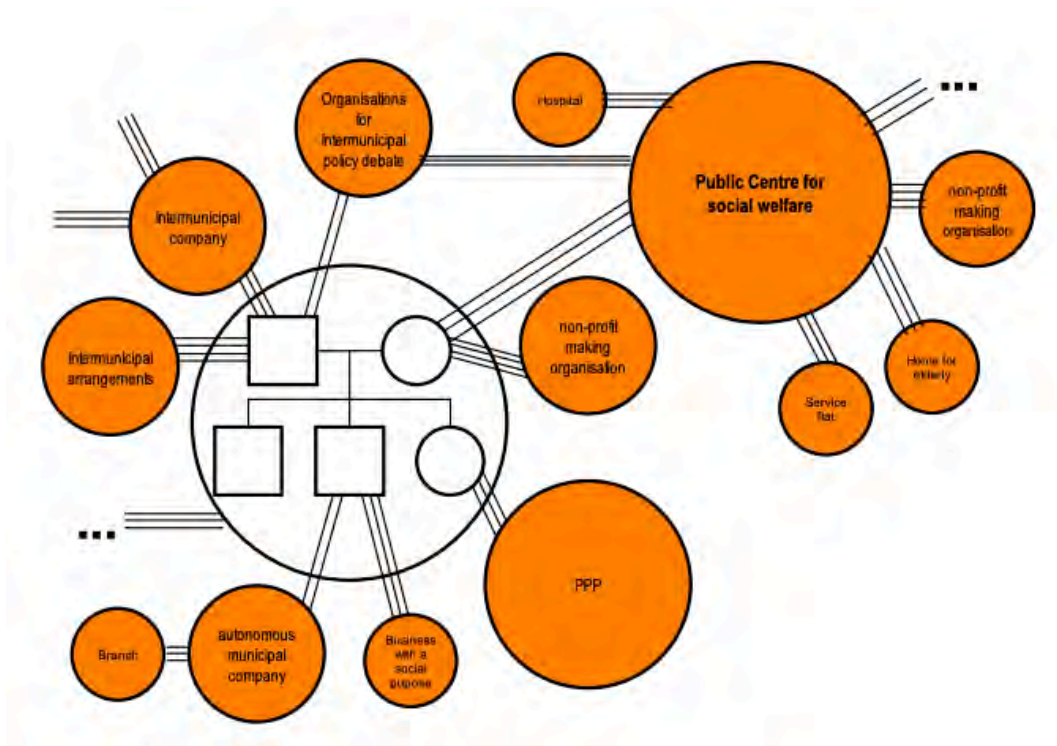 Organisations
for
Intermunicipal
policy debate
Hospital
...
Public Centre for
social welfare
non-profit
making
organisation
Intermunicipal
company
non-profit
making
organisation
Intermunicipal
arrangements
Home for
elderly
Service
flat
...
PPP
Branch
autonomous
municipal
company
Business
with a
social
pupose